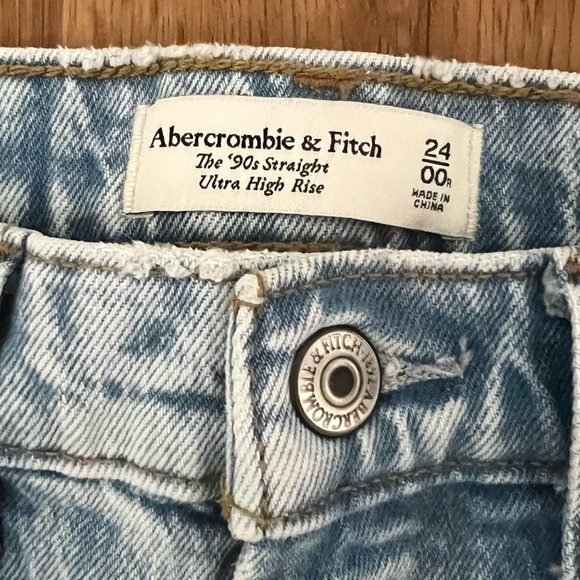 Abercrombie & Fitch
The '90s Straight
Ultra High Rise
24
00R
MADE IN
CHINA
ABERCROMBIE & FITCH